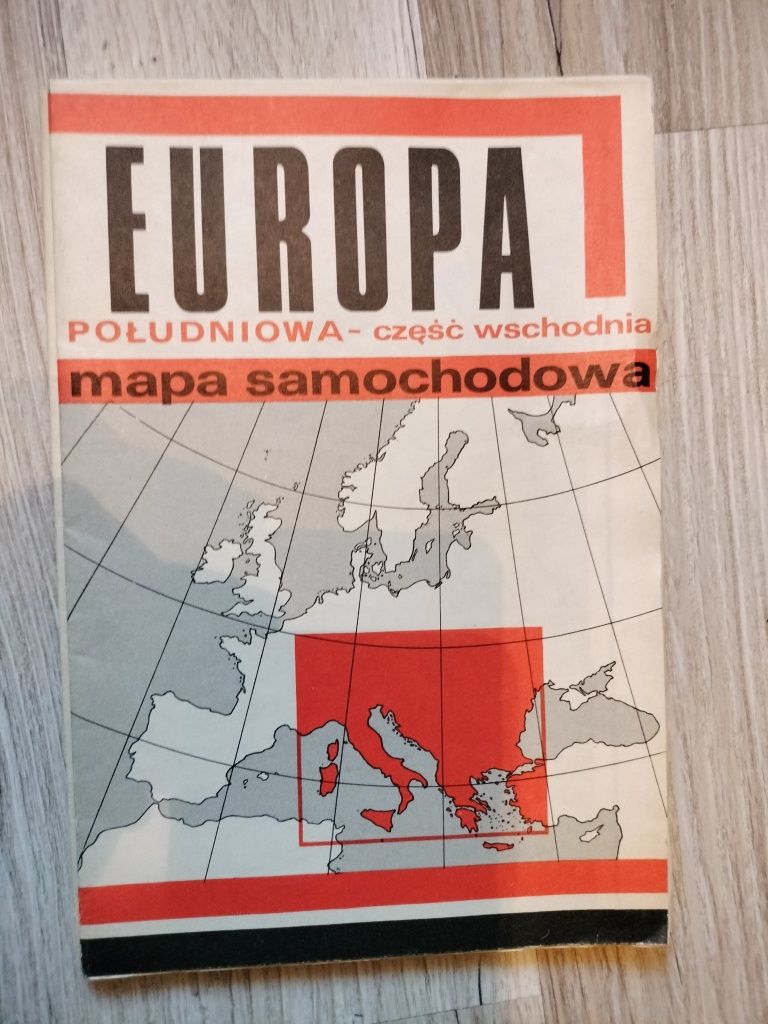 EUROPA
POŁUDNIOWA - część wschodnia
mapa samochodowa